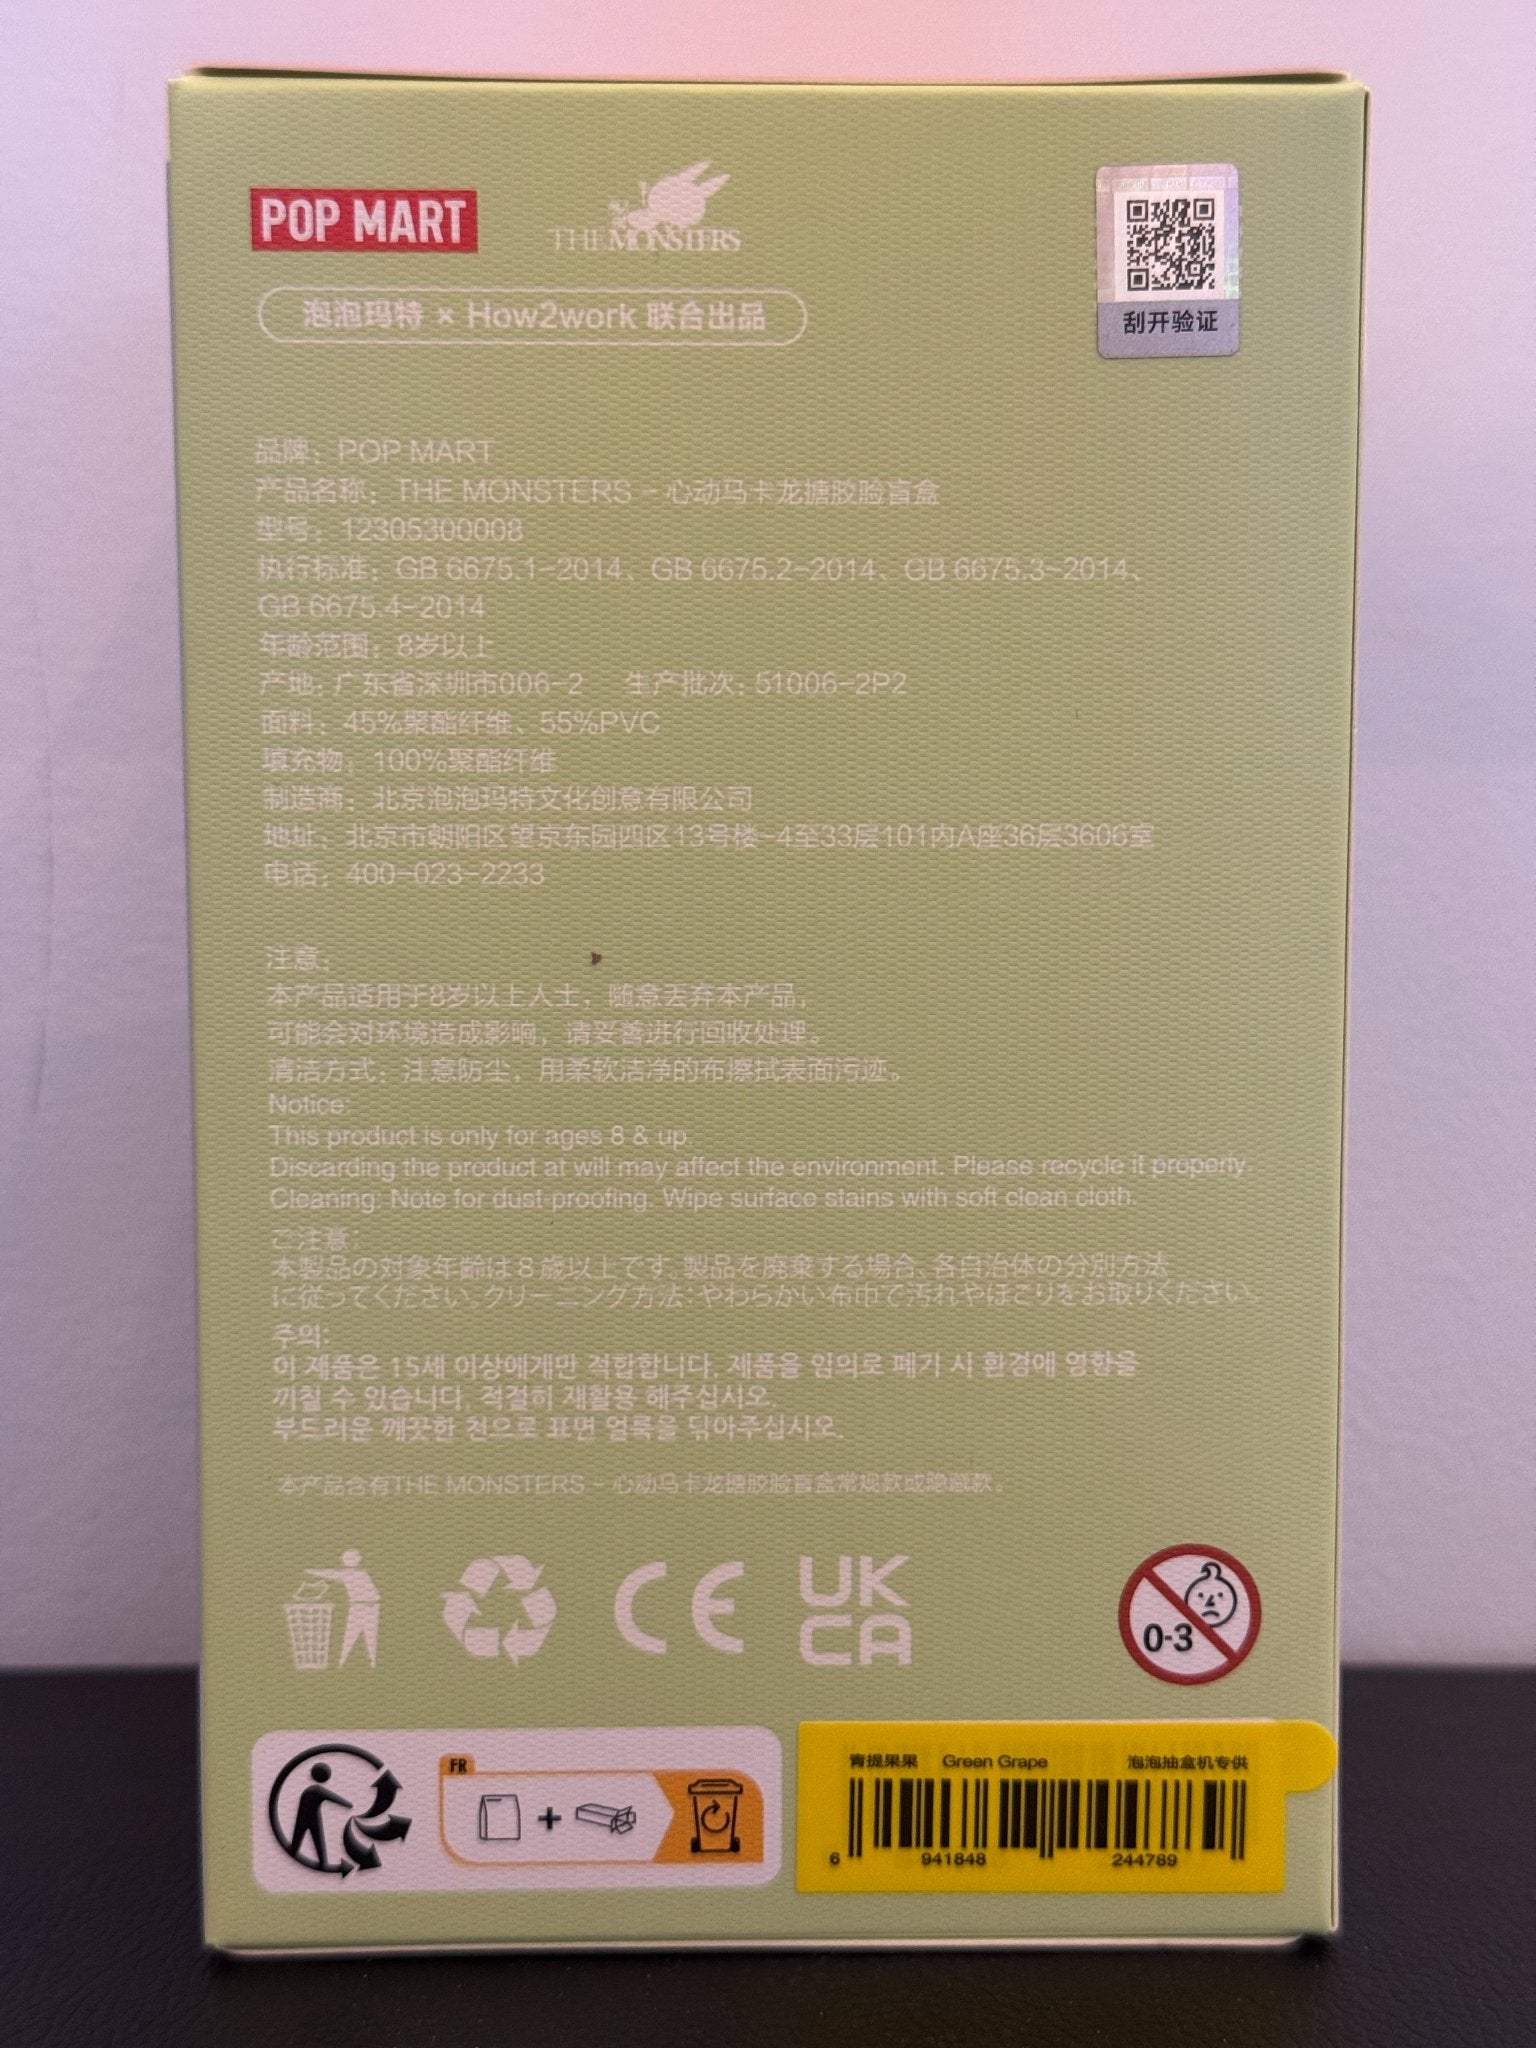 POP MART
THE MONSTERS
泡泡玛特 × How2work 联合出品
刮开验证
品牌：POP MART
产品名称：THE MONSTERS - 心动马卡龙搪胶脸盲盒
型号：12305300008
执行标准：GB 6675.1-2014、GB 6675.2-2014、GB 6675.3-2014、
GB 6675.4-2014
年龄范围：8岁以上
产地：广东省深圳市006-2 生产批次：51006-2P2
面料：45%聚酯纤维、55%PVC
填充物：100%聚酯纤维
制造商：北京泡泡玛特文化创意有限公司
地址：北京市朝阳区望京东园四区13号楼-4至33层101内A座36层3606室
电话：400-023-2233
注意：
本产品适用于8岁以上人士，随意丢弃本产品，
可能会对环境造成影响，请妥善进行回收处理。
清洁方式：注意防尘，用柔软洁净的布擦拭表面污迹。
Notice:
This product is only for ages 8 & up.
Discarding the product at will may affect the environment. Please recycle it properly.
Cleaning: Note for dust-proofing. Wipe surface stains with soft clean cloth.
ご注意：
本製品の対象年齢は8歳以上です。製品を廃棄する場合、各自治体の分別方法
に従ってください。クリーニング方法：やわらかい布巾で汚れやほこりをお取りください。
주의:
이 제품은 15세 이상에게만 적합합니다. 제품을 임의로 폐기 시 환경에 영향을
끼칠 수 있습니다. 적절히 재활용 해주십시오.
부드러운 깨끗한 천으로 표면 얼룩을 닦아주십시오.
本产品含有THE MONSTERS - 心动马卡龙搪胶脸盲盒常规款或隐藏款。
CE
UK
CA
0-3
FR
青提果果 Green Grape 泡泡抽盒机专供
6 941848 244789